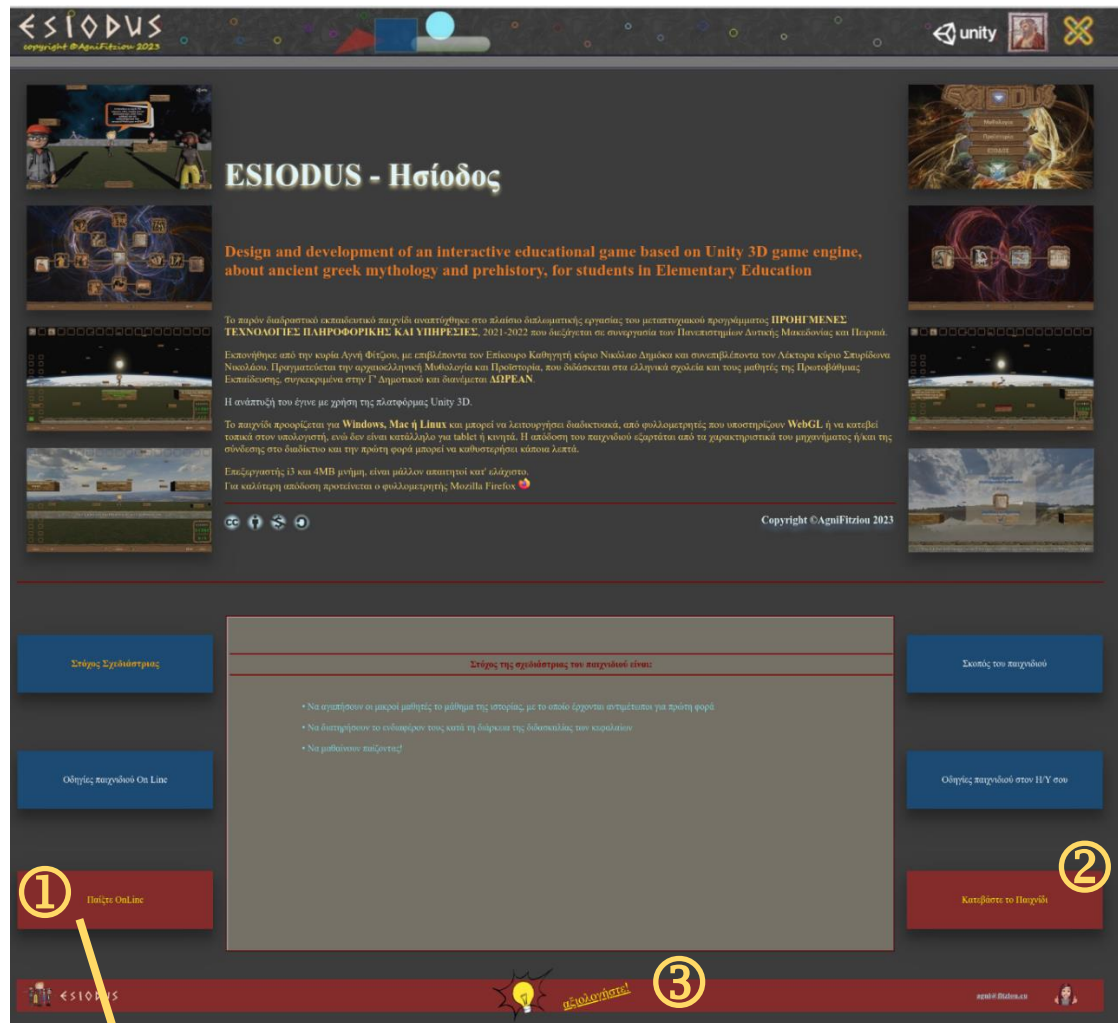 ESIODUS
copyright ©AgniFitziou 2023
unity
ESIODUS
Μυθολογία
Προϊστορία
ΕΞΟΔΟΣ
ESIODUS - Ησίοδος
Design and development of an interactive educational game based on Unity 3D game engine,
about ancient greek mythology and prehistory, for students in Elementary Education
Το παρόν διαδραστικό εκπαιδευτικό παιχνίδι αναπτύχθηκε στο πλαίσιο διπλωματικής εργασίας του μεταπτυχιακού προγράμματος ΠΡΟΗΓΜΕΝΕΣ
ΤΕΧΝΟΛΟΓΙΕΣ ΠΛΗΡΟΦΟΡΙΚΗΣ ΚΑΙ ΥΠΗΡΕΣΙΕΣ, 2021-2022 που διεξάγεται σε συνεργασία των Πανεπιστημίων Δυτικής Μακεδονίας και Πειραιά.
Εκπονήθηκε από την κυρία Αγνή Φίτζιου, με επιβλέποντα τον Επίκουρο Καθηγητή κύριο Νικόλαο Δημόκα και συνεπιβλέποντα τον Λέκτορα κύριο Σπυρίδωνα
Νικολάου. Πραγματεύεται την αρχαιοελληνική Μυθολογία και Προϊστορία, που διδάσκεται στα ελληνικά σχολεία και τους μαθητές της Πρωτοβάθμιας
Εκπαίδευσης, συγκεκριμένα στην Γ' Δημοτικού και διανέμεται ΔΩΡΕΑΝ.
Η ανάπτυξή του έγινε με χρήση της πλατφόρμας Unity 3D.
Το παιχνίδι προορίζεται για Windows, Mac ή Linux και μπορεί να λειτουργήσει διαδικτυακά, από φυλλομετρητές που υποστηρίζουν WebGL ή να κατεβεί
τοπικά στον υπολογιστή, ενώ δεν είναι κατάλληλο για tablet ή κινητά. Η απόδοση του παιχνιδιού εξαρτάται από τα χαρακτηριστικά του μηχανήματος ή/και της
σύνδεσης στο διαδίκτυο και την πρώτη φορά μπορεί να καθυστερήσει κάποια λεπτά.
Επεξεργαστής i3 και 4MB μνήμη, είναι μάλλον απαιτητοί κατ' ελάχιστο.
Για καλύτερη απόδοση προτείνεται ο φυλλομετρητής Mozilla Firefox
cc
Copyright ©AgniFitziou 2023
Στόχος Σχεδιάστριας
Στόχος της σχεδιάστριας του παιχνιδιού είναι:
Σκοπός του παιχνιδιού
• Να αγαπήσουν οι μικροί μαθητές το μάθημα της ιστορίας, με το οποίο έρχονται αντιμέτωποι για πρώτη φορά
• Να διατηρήσουν το ενδιαφέρον τους κατά τη διάρκεια της διδασκαλίας των κεφαλαίων
• Να μαθαίνουν παίζοντας!
Οδηγίες παιχνιδιού On Line
Οδηγίες παιχνιδιού στον Η/Υ σου
①
Παίξτε OnLine
②
Κατεβάστε το Παιχνίδι
ESIODUS
αξιολογήστε!
③
agni@fitziou.eu